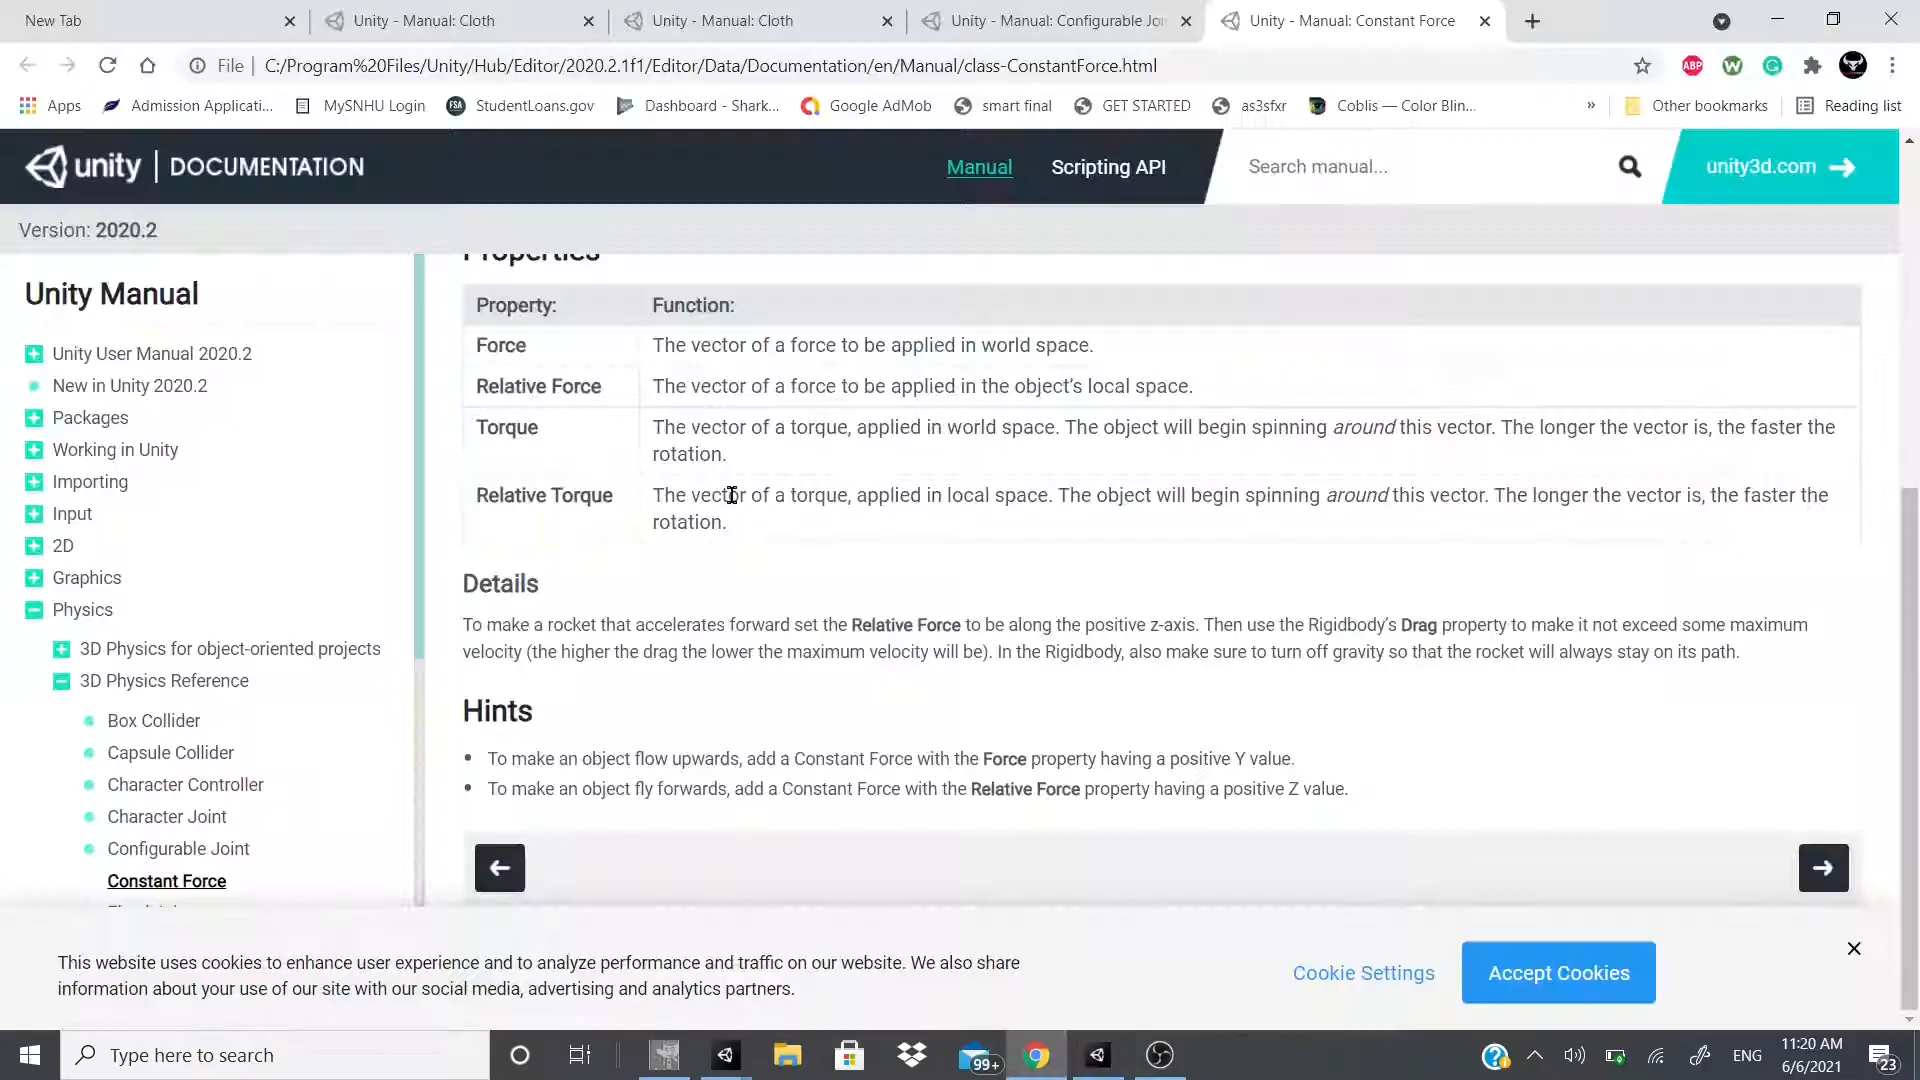 New Tab
Unity - Manual: Cloth
Unity - Manual: Cloth
Unity - Manual: Configurable Joi
Unity - Manual: Constant Force
File
C:/Program%20Files/Unity/Hub/Editor/2020.2.1f1/Editor/Data/Documentation/en/Manual/class-ConstantForce.html
ABP
W
G
Apps
Admission Applicati...
MySNHU Login
FSA
StudentLoans.gov
Dashboard - Shark...
Google AdMob
smart final
GET STARTED
as3sfxr
Coblis — Color Blin...
»
Other bookmarks
Reading list
unity | DOCUMENTATION
Manual
Scripting API
Search manual...
unity3d.com
Version: 2020.2
Unity Manual
Unity User Manual 2020.2
New in Unity 2020.2
Packages
Working in Unity
Importing
Input
2D
Graphics
Physics
3D Physics for object-oriented projects
3D Physics Reference
Box Collider
Capsule Collider
Character Controller
Character Joint
Configurable Joint
Constant Force
Properties
Property: Function:
Force The vector of a force to be applied in world space.
Relative Force The vector of a force to be applied in the object's local space.
Torque The vector of a torque, applied in world space. The object will begin spinning around this vector. The longer the vector is, the faster the
rotation.
Relative Torque The vector of a torque, applied in local space. The object will begin spinning around this vector. The longer the vector is, the faster the
rotation.
Details
To make a rocket that accelerates forward set the Relative Force to be along the positive z-axis. Then use the Rigidbody's Drag property to make it not exceed some maximum
velocity (the higher the drag the lower the maximum velocity will be). In the Rigidbody, also make sure to turn off gravity so that the rocket will always stay on its path.
Hints
To make an object flow upwards, add a Constant Force with the Force property having a positive Y value.
To make an object fly forwards, add a Constant Force with the Relative Force property having a positive Z value.
This website uses cookies to enhance user experience and to analyze performance and traffic on our website. We also share
information about your use of our site with our social media, advertising and analytics partners.
Cookie Settings
Accept Cookies
Type here to search
99+
ENG
11:20 AM
6/6/2021
23